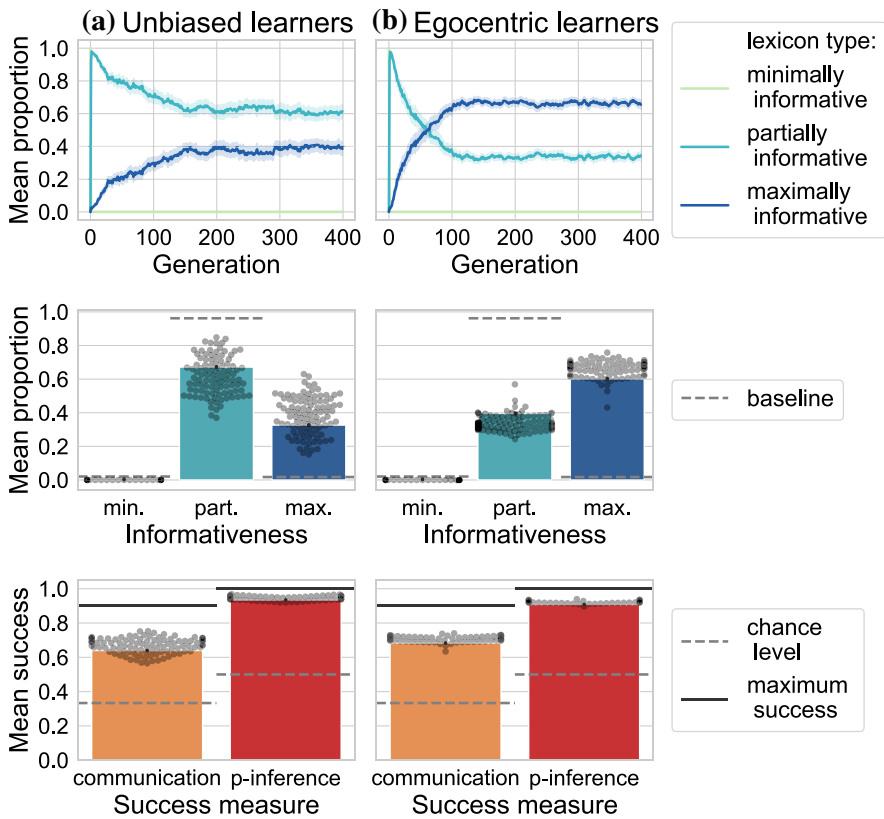 (a) Unbiased learners
(b) Egocentric learners
Mean proportion
1.0
0.8
0.6
0.4
0.2
0.0
0 100 200 300 400
Generation
0 100 200 300 400
Generation
lexicon type:
minimally
informative
partially
informative
maximally
informative
Mean proportion
1.0
0.8
0.6
0.4
0.2
0.0
min. part. max.
Informativeness
min. part. max.
Informativeness
baseline
Mean success
1.0
0.8
0.6
0.4
0.2
0.0
communication p-inference
Success measure
communication p-inference
Success measure
chance
level
maximum
success